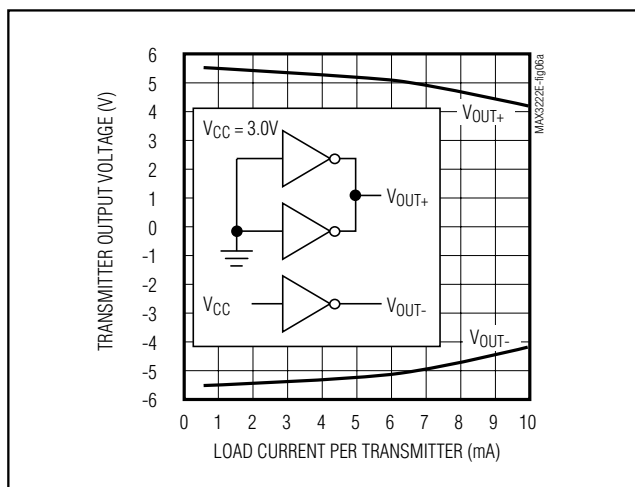 TRANSMITTER OUTPUT VOLTAGE (V)
6
5
4
3
2
1
0
-1
-2
-3
-4
-5
-6
MAX3222E-fig06a
VOUT+
VCC = 3.0V
VOUT+
VCC
VOUT-
VOUT-
0 1 2 3 4 5 6 7 8 9 10
LOAD CURRENT PER TRANSMITTER (mA)